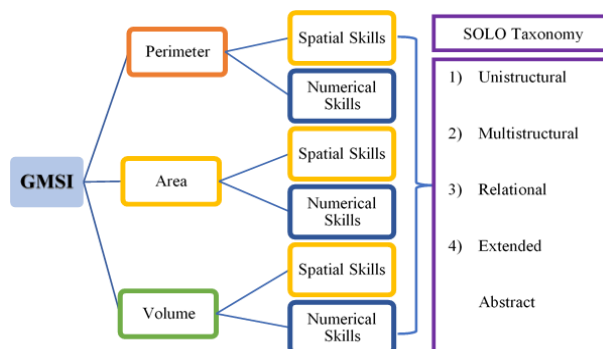 GMSI
Perimeter
Area
Volume
Spatial Skills
Numerical
Skills
Spatial Skills
Numerical
Skills
Spatial Skills
Numerical
Skills
SOLO Taxonomy
1) Unistructural
2) Multistructural
3) Relational
4) Extended
Abstract